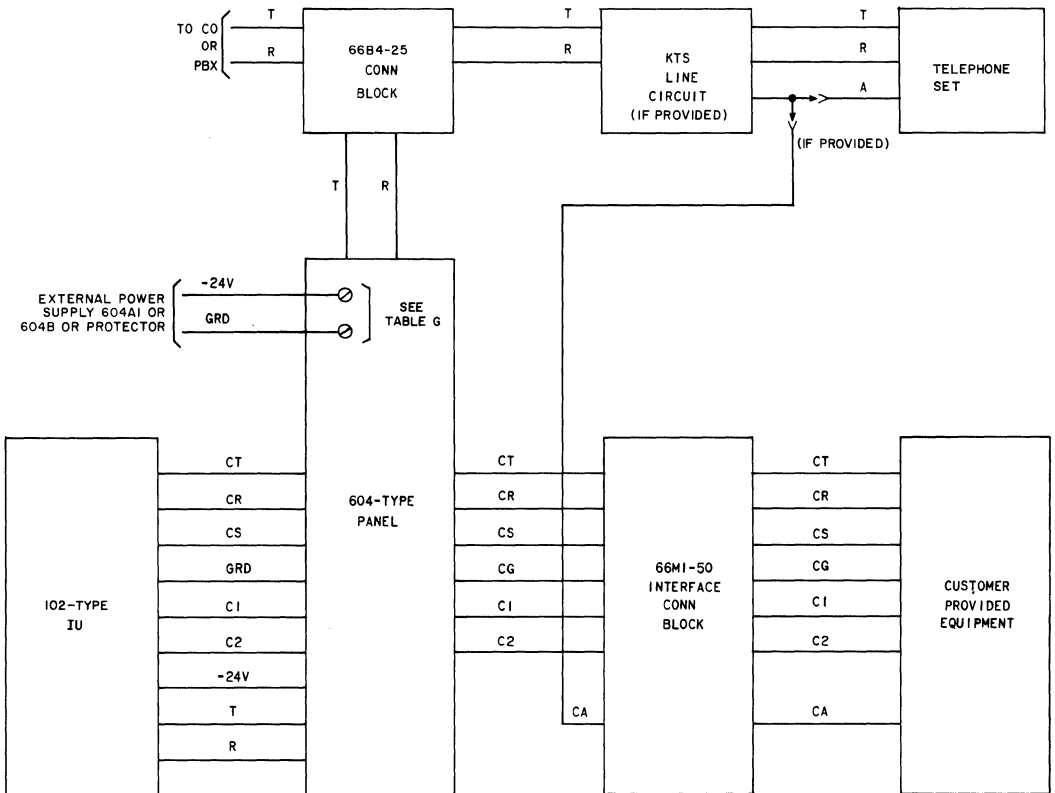 T
T
T
TO CO
OR
PBX
R
R
R
66B4-25
CONN
BLOCK
KTS
LINE
CIRCUIT
(IF PROVIDED)
TELEPHONE
SET
A
(IF PROVIDED)
T
R
EXTERNAL POWER
SUPPLY 604A1 OR
604B OR PROTECTOR
-24V
GRD
SEE
TABLE G
102-TYPE
IU
CT
CR
CS
GRD
C1
C2
-24V
T
R
604-TYPE
PANEL
CT
CR
CS
CG
C1
C2
CA
66M1-50
INTERFACE
CONN
BLOCK
CT
CR
CS
CG
C1
C2
CA
CUSTOMER
PROVIDED
EQUIPMENT